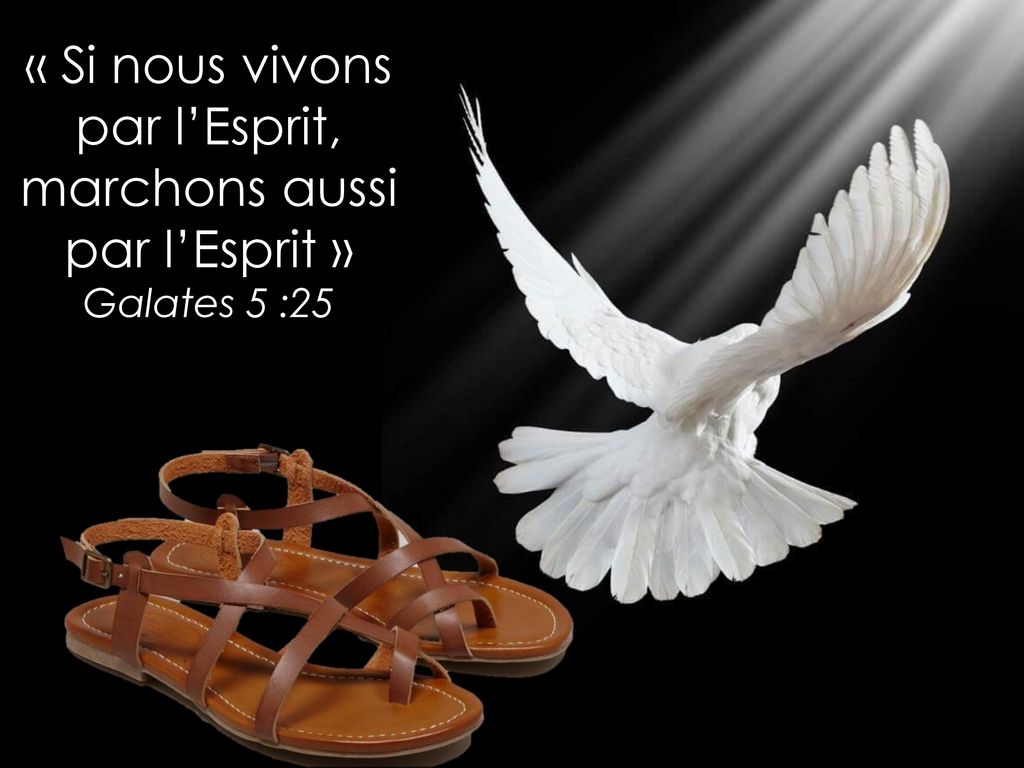 « Si nous vivons
par l’Esprit,
marchons aussi
par l’Esprit »
Galates 5 :25